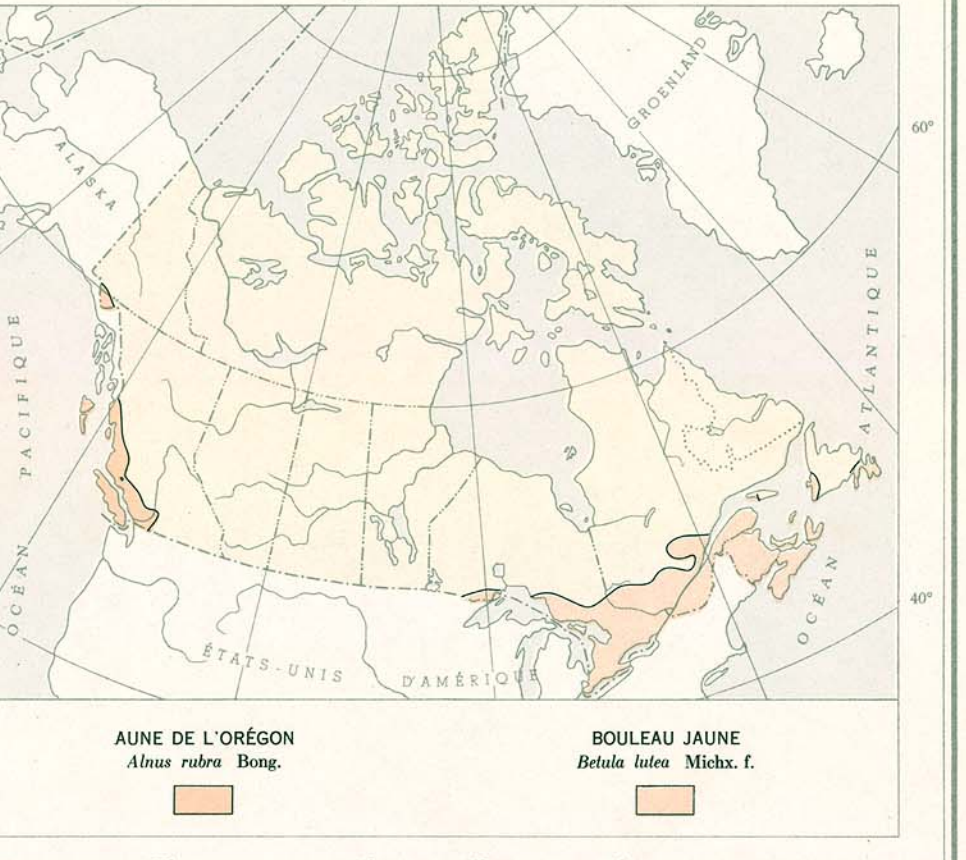 GROENLAND
60°
ALASKA
OCÉAN PACIFIQUE
OCÉAN ATLANTIQUE
40°
ÉTATS-UNIS D'AMÉRIQUE
AUNE DE L'ORÉGON
Alnus rubra Bong.
BOULEAU JAUNE
Betula lutea Michx. f.